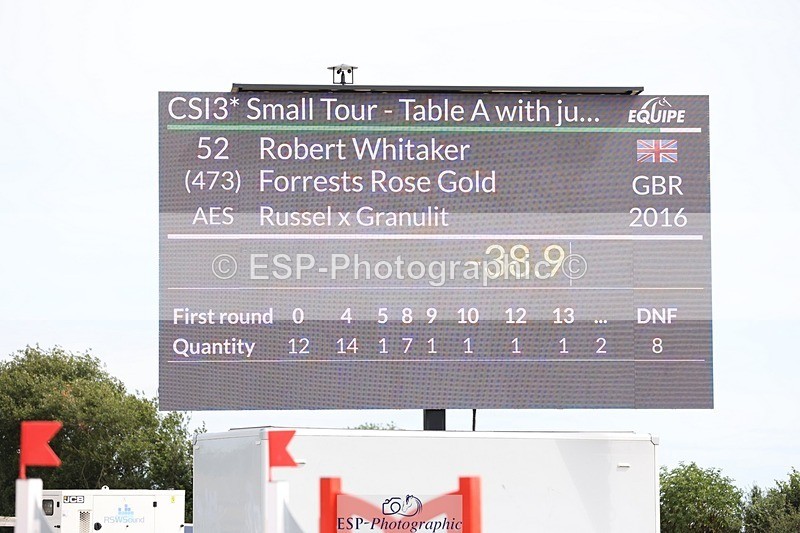 CSI3* Small Tour - Table A with ju... EQUIPE
52 Robert Whitaker
(473) Forrests Rose Gold GBR
AES Russel x Granulit 2016
-38.9
© ESP-Photographic ©
First round 0 4 5 8 9 10 12 13 ... DNF
Quantity 12 14 1 7 1 1 1 1 2 8
JCB
RSWSound
ESP-Photographic